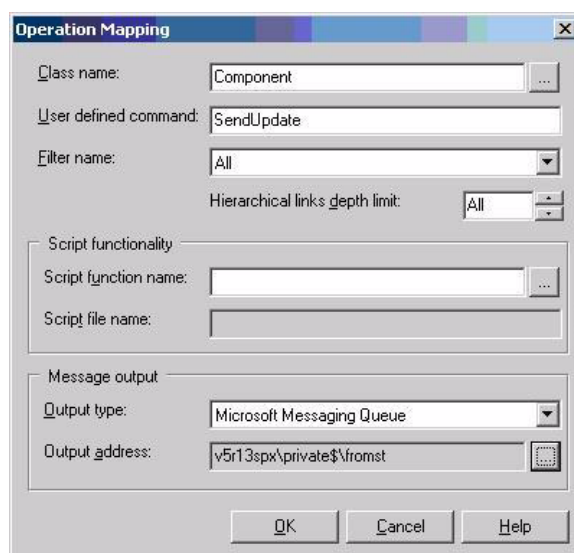 Operation Mapping
Class name: Component ...
User defined command: SendUpdate
Filter name: All
Hierarchical links depth limit: All
Script functionality
Script function name: ...
Script file name:
Message output
Output type: Microsoft Messaging Queue
Output address: v5r13spx\private$\fromst ...
OK Cancel Help